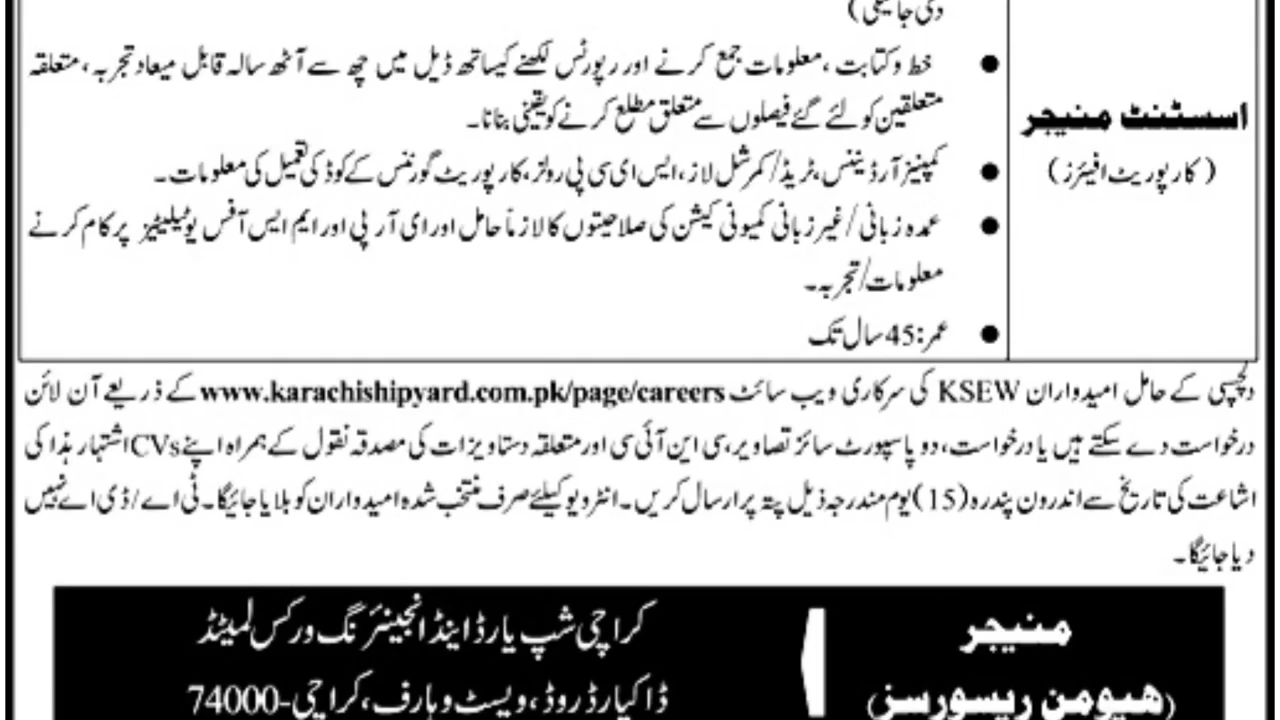 دی جائیگی)
خط و کتابت، معلومات جمع کرنے اور رپورٹس لکھنے کیساتھ ڈیل میں چھ سے آٹھ سالہ قابل میعاد تجربہ، متعلقہ
متعلقین کو لئے گئے فیصلوں سے متعلق مطلع کرنے کو یقینی بنانا۔
اسسٹنٹ منیجر
(کارپوریٹ افیئرز)
کمپنیز آرڈیننس، ٹریڈ/کمرشل لاز، ایس ای سی پی رولز، کارپوریٹ گورننس کے کوڈ کی تعمیل کی معلومات۔
عمدہ زبانی/غیر زبانی کمیونی کیشن کی صلاحیتوں کا لازماً حامل اور ای آر پی اور ایم ایس آفس یوٹیلیٹیز پر کام کرنے
معلومات/تجربہ۔
عمر: 45 سال تک
دلچسپی کے حامل امیدواران KSEW کی سرکاری ویب سائٹ www.karachishipyard.com.pk/page/careers کے ذریعے آن لائن
درخواست دے سکتے ہیں یا درخواست، دو پاسپورٹ سائز تصاویر، سی این آئی سی اور متعلقہ دستاویزات کی مصدقہ نقول کے ہمراہ اپنے CVs اشتہار ہذا کی
اشاعت کی تاریخ سے اندرون پندرہ (15) یوم مندرجہ ذیل پتہ پر ارسال کریں۔ انٹرویو کیلئے صرف منتخب شدہ امیدواران کو بلایا جائیگا۔ ٹی اے/ڈی اے نہیں
دیا جائیگا۔
منیجر
(ھیومن ریسورسز)
کراچی شپ یارڈ اینڈ انجینئرنگ ورکس لمیٹڈ
ڈاکیارڈ روڈ، ویسٹ وہارف، کراچی-74000